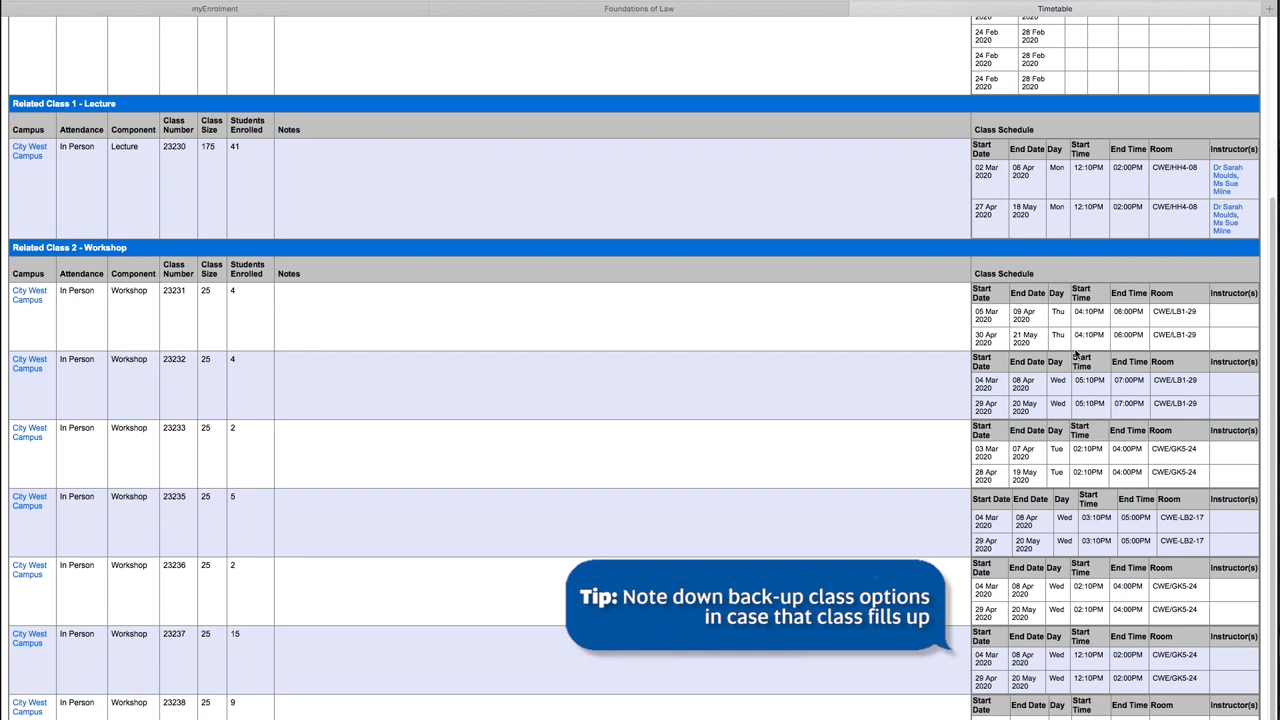 myEnrolment Foundations of Law Timetable +
2020 2020
24 Feb 28 Feb
2020 2020
24 Feb 28 Feb
2020 2020
24 Feb 28 Feb
2020 2020
Related Class 1 - Lecture
Campus Attendance Component Class Number Class Size Students Enrolled Notes Class Schedule
City West Campus In Person Lecture 23230 175 41
Start Date End Date Day Start Time End Time Room Instructor(s)
02 Mar 2020 06 Apr 2020 Mon 12:10PM 02:00PM CWE/HH4-08 Dr Sarah Moulds, Ms Sue Milne
27 Apr 2020 18 May 2020 Mon 12:10PM 02:00PM CWE/HH4-08 Dr Sarah Moulds, Ms Sue Milne
Related Class 2 - Workshop
Campus Attendance Component Class Number Class Size Students Enrolled Notes Class Schedule
City West Campus In Person Workshop 23231 25 4
Start Date End Date Day Start Time End Time Room Instructor(s)
05 Mar 2020 09 Apr 2020 Thu 04:10PM 06:00PM CWE/LB1-29
30 Apr 2020 21 May 2020 Thu 04:10PM 06:00PM CWE/LB1-29
City West Campus In Person Workshop 23232 25 4
Start Date End Date Day Start Time End Time Room Instructor(s)
04 Mar 2020 08 Apr 2020 Wed 05:10PM 07:00PM CWE/LB1-29
29 Apr 2020 20 May 2020 Wed 05:10PM 07:00PM CWE/LB1-29
City West Campus In Person Workshop 23233 25 2
Start Date End Date Day Start Time End Time Room Instructor(s)
03 Mar 2020 07 Apr 2020 Tue 02:10PM 04:00PM CWE/GK5-24
28 Apr 2020 19 May 2020 Tue 02:10PM 04:00PM CWE/GK5-24
City West Campus In Person Workshop 23235 25 5
Start Date End Date Day Start Time End Time Room Instructor(s)
04 Mar 2020 08 Apr 2020 Wed 03:10PM 05:00PM CWE-LB2-17
29 Apr 2020 20 May 2020 Wed 03:10PM 05:00PM CWE-LB2-17
City West Campus In Person Workshop 23236 25 2
Start Date End Date Day Start Time End Time Room Instructor(s)
04 Mar 2020 08 Apr 2020 Wed 02:10PM 04:00PM CWE/GK5-24
29 Apr 2020 20 May 2020 Wed 02:10PM 04:00PM CWE/GK5-24
Tip: Note down back-up class options
in case that class fills up
City West Campus In Person Workshop 23237 25 15
Start Date End Date Day Start Time End Time Room Instructor(s)
04 Mar 2020 08 Apr 2020 Wed 12:10PM 02:00PM CWE/GK5-24
29 Apr 2020 20 May 2020 Wed 12:10PM 02:00PM CWE/GK5-24
City West Campus In Person Workshop 23238 25 9
Start Date End Date Day Start Time End Time Room Instructor(s)